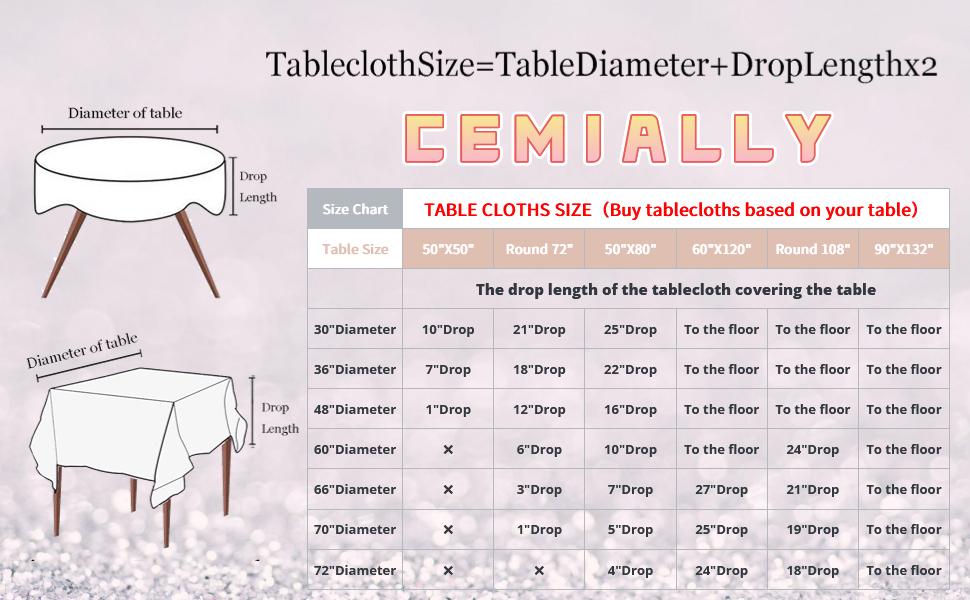 TableclothSize=TableDiameter+DropLengthx2
Diameter of table
Drop
Length
CEMIALLY
Size Chart TABLE CLOTHS SIZE（Buy tablecloths based on your table）
Table Size 50"X50" Round 72" 50"X80" 60"X120" Round 108" 90"X132"
The drop length of the tablecloth covering the table
30"Diameter 10"Drop 21"Drop 25"Drop To the floor To the floor To the floor
36"Diameter 7"Drop 18"Drop 22"Drop To the floor To the floor To the floor
48"Diameter 1"Drop 12"Drop 16"Drop To the floor To the floor To the floor
60"Diameter × 6"Drop 10"Drop To the floor 24"Drop To the floor
66"Diameter × 3"Drop 7"Drop 27"Drop 21"Drop To the floor
70"Diameter × 1"Drop 5"Drop 25"Drop 19"Drop To the floor
72"Diameter × × 4"Drop 24"Drop 18"Drop To the floor
Diameter of table
Drop
Length